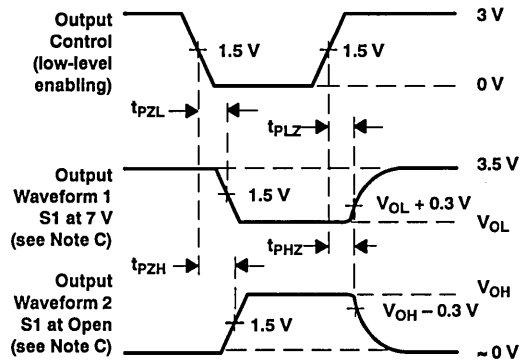 Output
Control
(low-level
enabling)
3 V
1.5 V
1.5 V
0 V
tPZL
tPLZ
Output
Waveform 1
S1 at 7 V
(see Note C)
3.5 V
1.5 V
VOL + 0.3 V
VOL
tPZH
tPHZ
Output
Waveform 2
S1 at Open
(see Note C)
VOH
VOH – 0.3 V
1.5 V
≈ 0 V